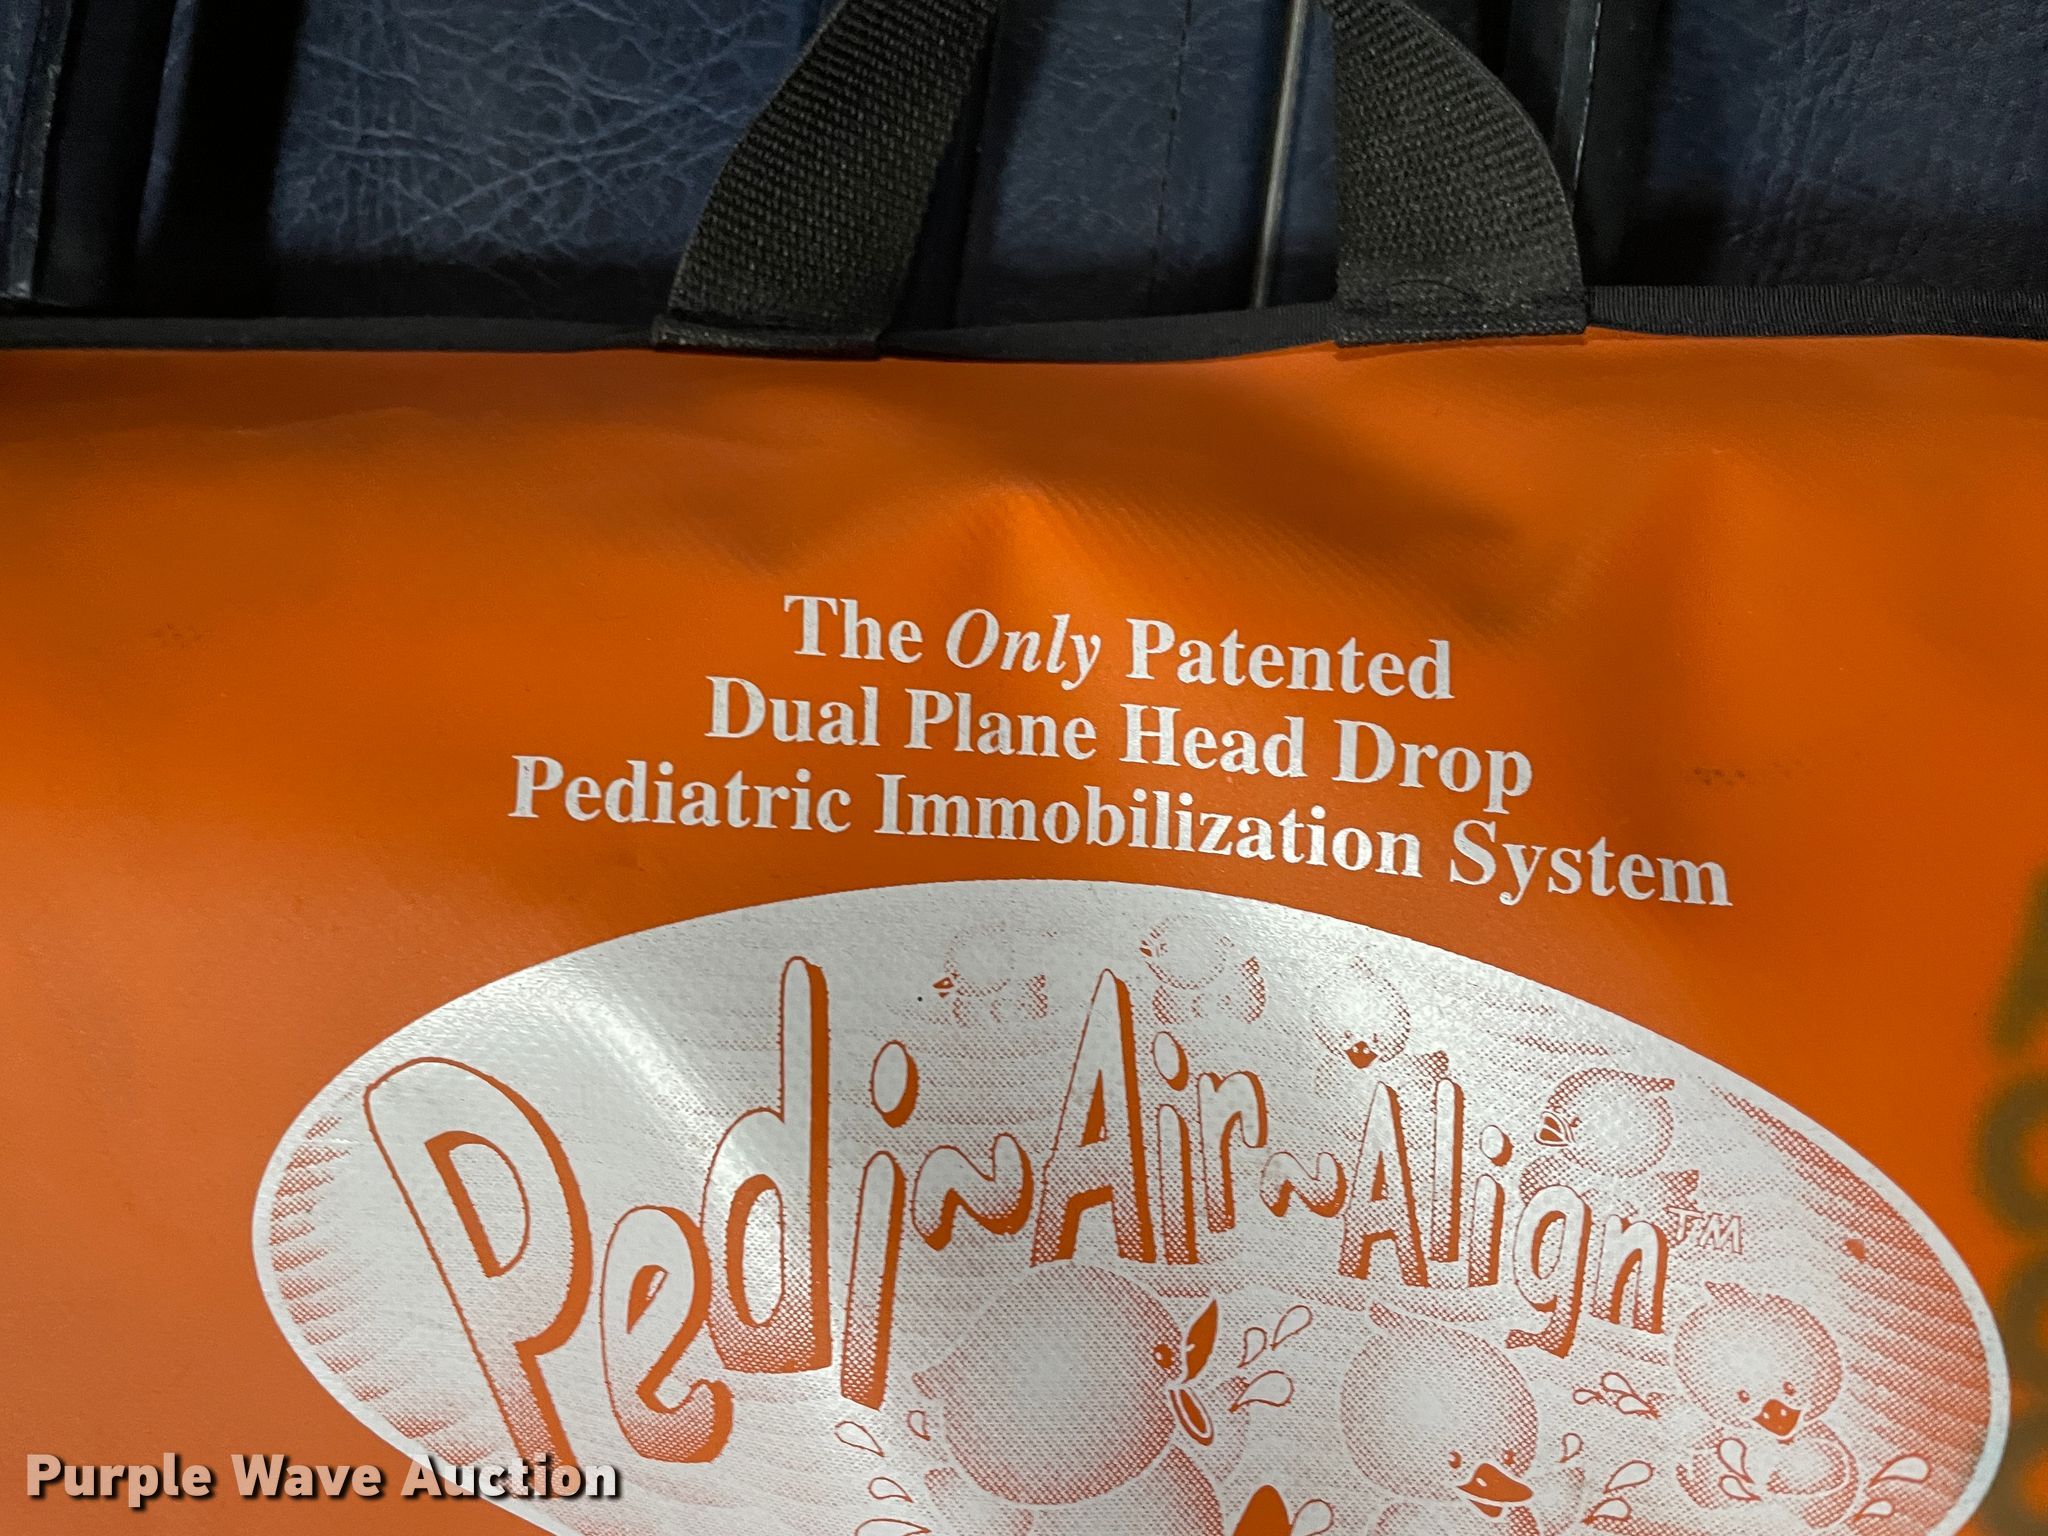 The Only Patented
Dual Plane Head Drop
Pediatric Immobilization System
Pedi~Air~Align™
Purple Wave Auction